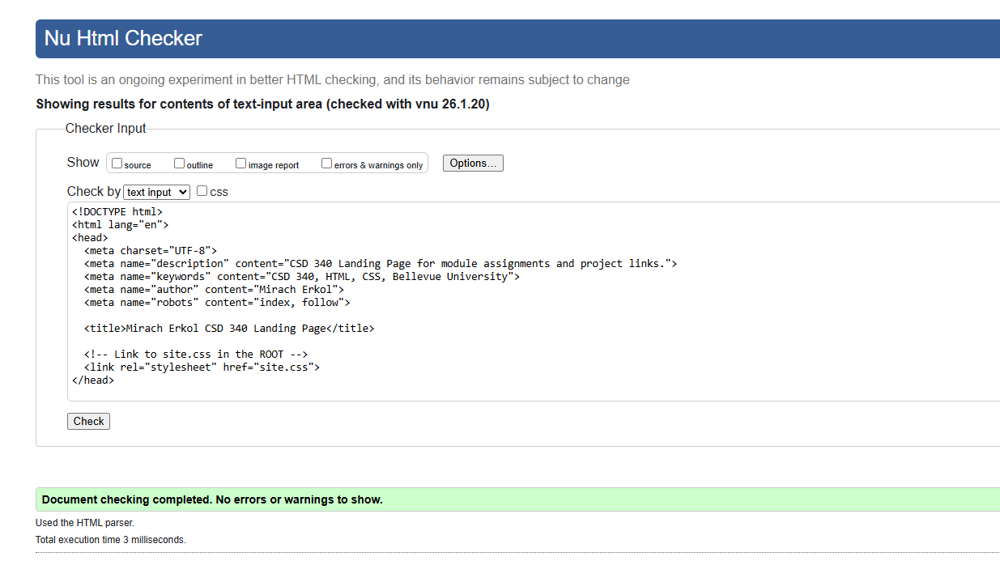 Nu Html Checker
This tool is an ongoing experiment in better HTML checking, and its behavior remains subject to change
Showing results for contents of text-input area (checked with vnu 26.1.20)
Checker Input
Show source outline image report errors & warnings only Options...
Check by text input CSS
<!DOCTYPE html>
<html lang="en">
<head>
  <meta charset="UTF-8">
  <meta name="description" content="CSD 340 Landing Page for module assignments and project links.">
  <meta name="keywords" content="CSD 340, HTML, CSS, Bellevue University">
  <meta name="author" content="Mirach Erkol">
  <meta name="robots" content="index, follow">
  <title>Mirach Erkol CSD 340 Landing Page</title>
  <!-- Link to site.css in the ROOT -->
  <link rel="stylesheet" href="site.css">
</head>
Check
Document checking completed. No errors or warnings to show.
Used the HTML parser.
Total execution time 3 milliseconds.